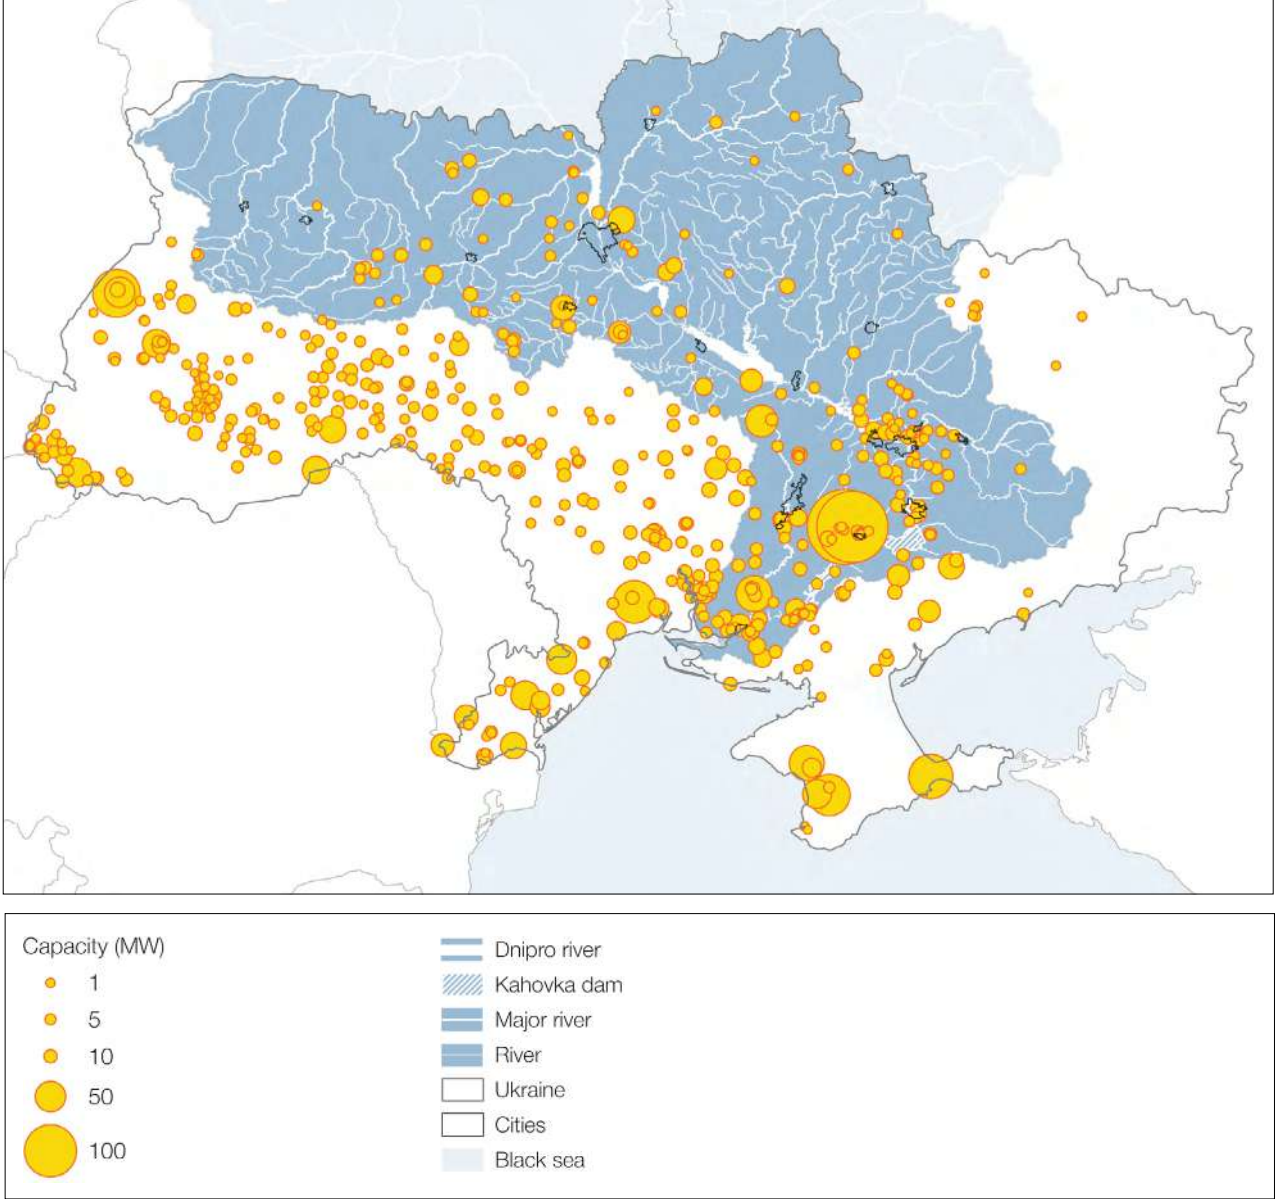 Capacity (MW)
1
5
10
50
100
Dnipro river
Kahovka dam
Major river
River
Ukraine
Cities
Black sea